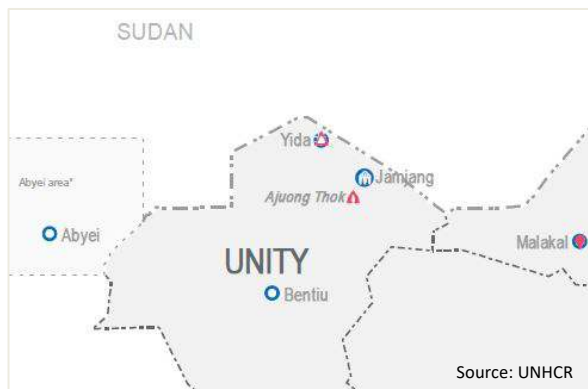 SUDAN
Yida
Jamjang
Abyei area*
Ajuong Thok
Abyei
Malakal
UNITY
Bentiu
Source: UNHCR